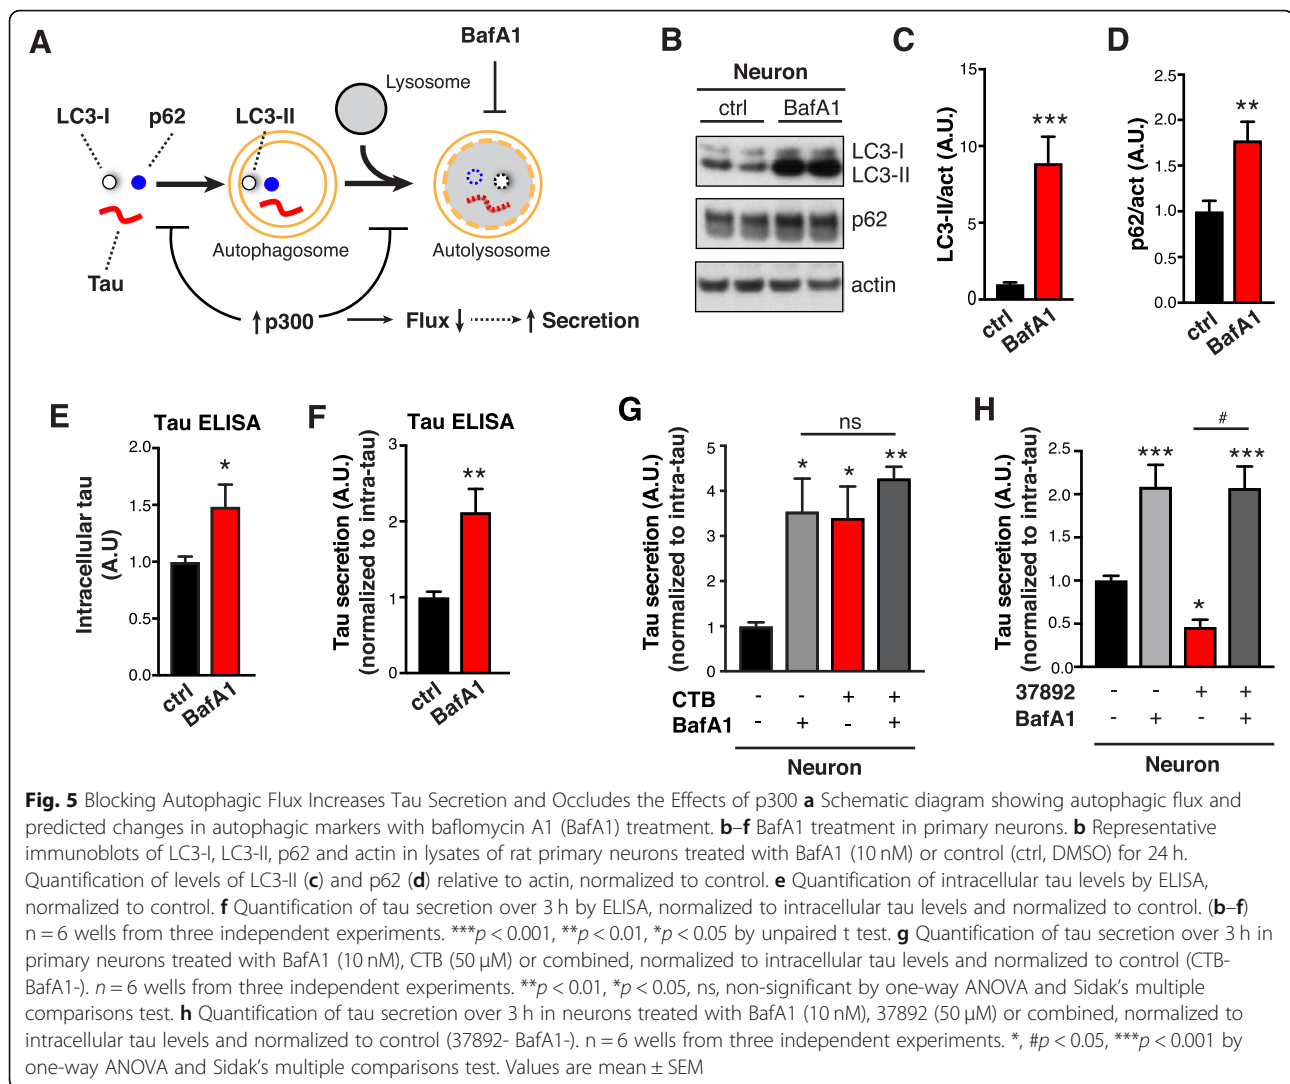 A
BafA1
Lysosome
LC3-I
p62
LC3-II
Autophagosome
Autolysosome
Tau
↑p300
Flux ↓
↑ Secretion
B
Neuron
ctrl
BafA1
LC3-I
LC3-II
p62
actin
C
LC3-II/act (A.U.)
15
10
5
0
***
ctrl
BafA1
D
p62/act (A.U.)
2.5
2.0
1.5
1.0
0.5
0.0
**
ctrl
BafA1
E
Tau ELISA
Intracellular tau
(A.U)
2.0
1.5
1.0
0.5
0.0
*
ctrl
BafA1
F
Tau ELISA
Tau secretion (A.U.)
(normalized to intra-tau)
3
2
1
0
**
ctrl
BafA1
G
Tau secretion (A.U.)
(normalized to intra-tau)
5
4
3
2
1
0
ns
* * **
CTB - - + +
BafA1 - + - +
Neuron
H
Tau secretion (A.U.)
(normalized to intra-tau)
2.5
2.0
1.5
1.0
0.5
0.0
#
*** * ***
37892 - - + +
BafA1 - + - +
Neuron
Fig. 5 Blocking Autophagic Flux Increases Tau Secretion and Occludes the Effects of p300 a Schematic diagram showing autophagic flux and
predicted changes in autophagic markers with baflomycin A1 (BafA1) treatment. b–f BafA1 treatment in primary neurons. b Representative
immunoblots of LC3-I, LC3-II, p62 and actin in lysates of rat primary neurons treated with BafA1 (10 nM) or control (ctrl, DMSO) for 24 h.
Quantification of levels of LC3-II (c) and p62 (d) relative to actin, normalized to control. e Quantification of intracellular tau levels by ELISA,
normalized to control. f Quantification of tau secretion over 3 h by ELISA, normalized to intracellular tau levels and normalized to control. (b–f)
n = 6 wells from three independent experiments. ***p < 0.001, **p < 0.01, *p < 0.05 by unpaired t test. g Quantification of tau secretion over 3 h in
primary neurons treated with BafA1 (10 nM), CTB (50 μM) or combined, normalized to intracellular tau levels and normalized to control (CTB-
BafA1-). n = 6 wells from three independent experiments. **p < 0.01, *p < 0.05, ns, non-significant by one-way ANOVA and Sidak's multiple
comparisons test. h Quantification of tau secretion over 3 h in neurons treated with BafA1 (10 nM), 37892 (50 μM) or combined, normalized to
intracellular tau levels and normalized to control (37892- BafA1-). n = 6 wells from three independent experiments. *, #p < 0.05, ***p < 0.001 by
one-way ANOVA and Sidak's multiple comparisons test. Values are mean ± SEM